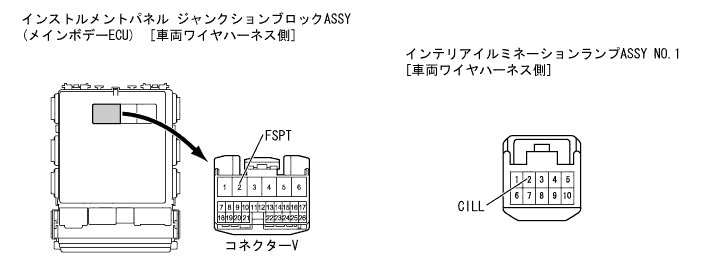 インストルメントパネル ジャンクションブロックASSY
(メインボデーECU) [車両ワイヤハーネス側]
インテリアイルミネーションランプASSY NO.1
[車両ワイヤハーネス側]
FSPT
1 2 3 4 5 6
7 8 9 10 11 12 13 14 15 16 17
18 19 20 21 22 23 24 25 26
コネクターV
1 2 3 4 5
6 7 8 9 10
CILL